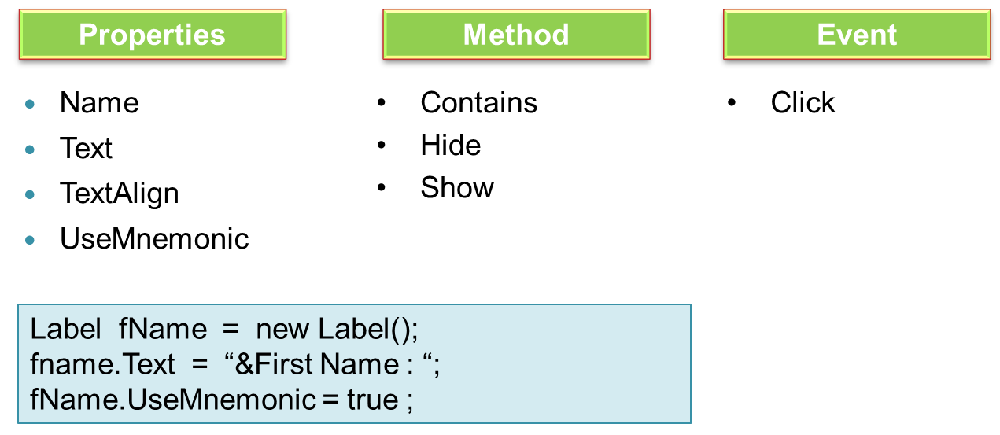 Properties
Method
Event
• Name
• Text
• TextAlign
• UseMnemonic
• Contains
• Hide
• Show
• Click
Label fName = new Label();
fname.Text = “&First Name : “;
fName.UseMnemonic = true ;